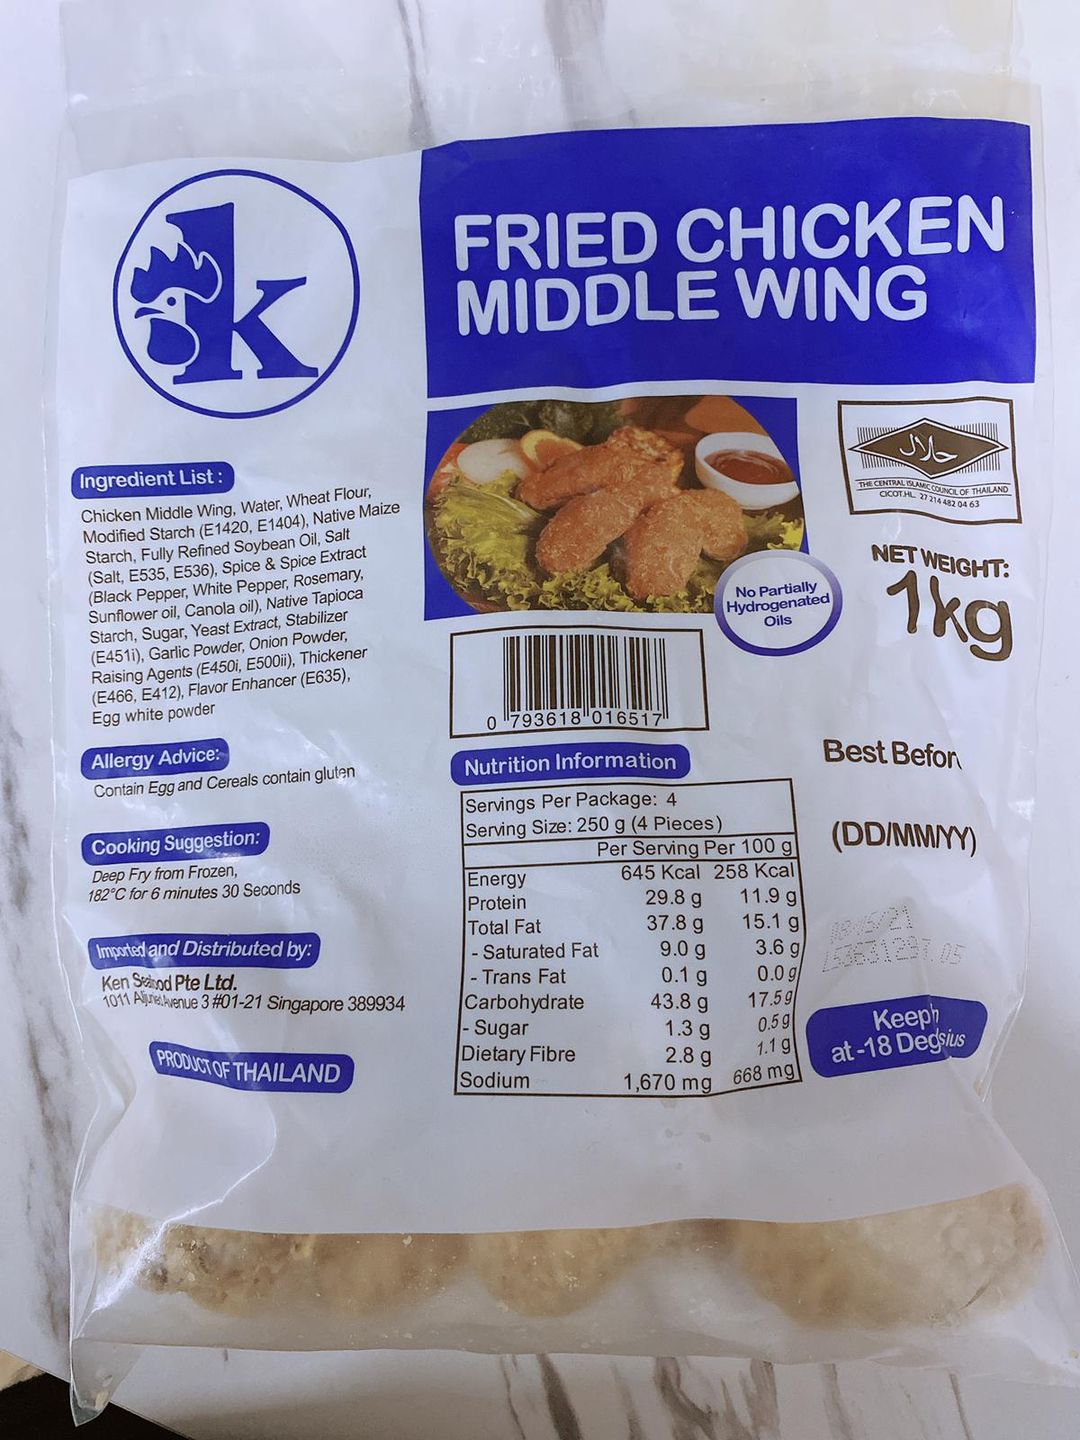 k
FRIED CHICKEN
MIDDLE WING
Ingredient List :
Chicken Middle Wing, Water, Wheat Flour,
Modified Starch (E1420, E1404), Native Maize
Starch, Fully Refined Soybean Oil, Salt
(Salt, E535, E536), Spice & Spice Extract
(Black Pepper, White Pepper, Rosemary,
Sunflower oil, Canola oil), Native Tapioca
Starch, Sugar, Yeast Extract, Stabilizer
(E451i), Garlic Powder, Onion Powder,
Raising Agents (E450i, E500ii), Thickener
(E466, E412), Flavor Enhancer (E635),
Egg white powder
Allergy Advice:
Contain Egg and Cereals contain gluten
Cooking Suggestion:
Deep Fry from Frozen,
182°C for 6 minutes 30 Seconds
Imported and Distributed by:
Ken Seafood Pte Ltd.
1011 Avenue 3 #01-21 Singapore 389934
PRODUCT OF THAILAND
حلال
THE CENTRAL ISLAMIC COUNCIL OF THAILAND
CICOT.HL. 27 214 482 04 63
NET WEIGHT:
1kg
No Partially
Hydrogenated
Oils
0 793618 016517
Nutrition Information
Servings Per Package: 4
Serving Size: 250 g (4 Pieces)
Per Serving Per 100 g
Energy 645 Kcal 258 Kcal
Protein 29.8 g 11.9 g
Total Fat 37.8 g 15.1 g
- Saturated Fat 9.0 g 3.6 g
- Trans Fat 0.1 g 0.0 g
Carbohydrate 43.8 g 17.5 g
- Sugar 1.3 g 0.5 g
Dietary Fibre 2.8 g 1.1 g
Sodium 1,670 mg 668 mg
Best Befor
(DD/MM/YY)
Keep
at -18 Deg